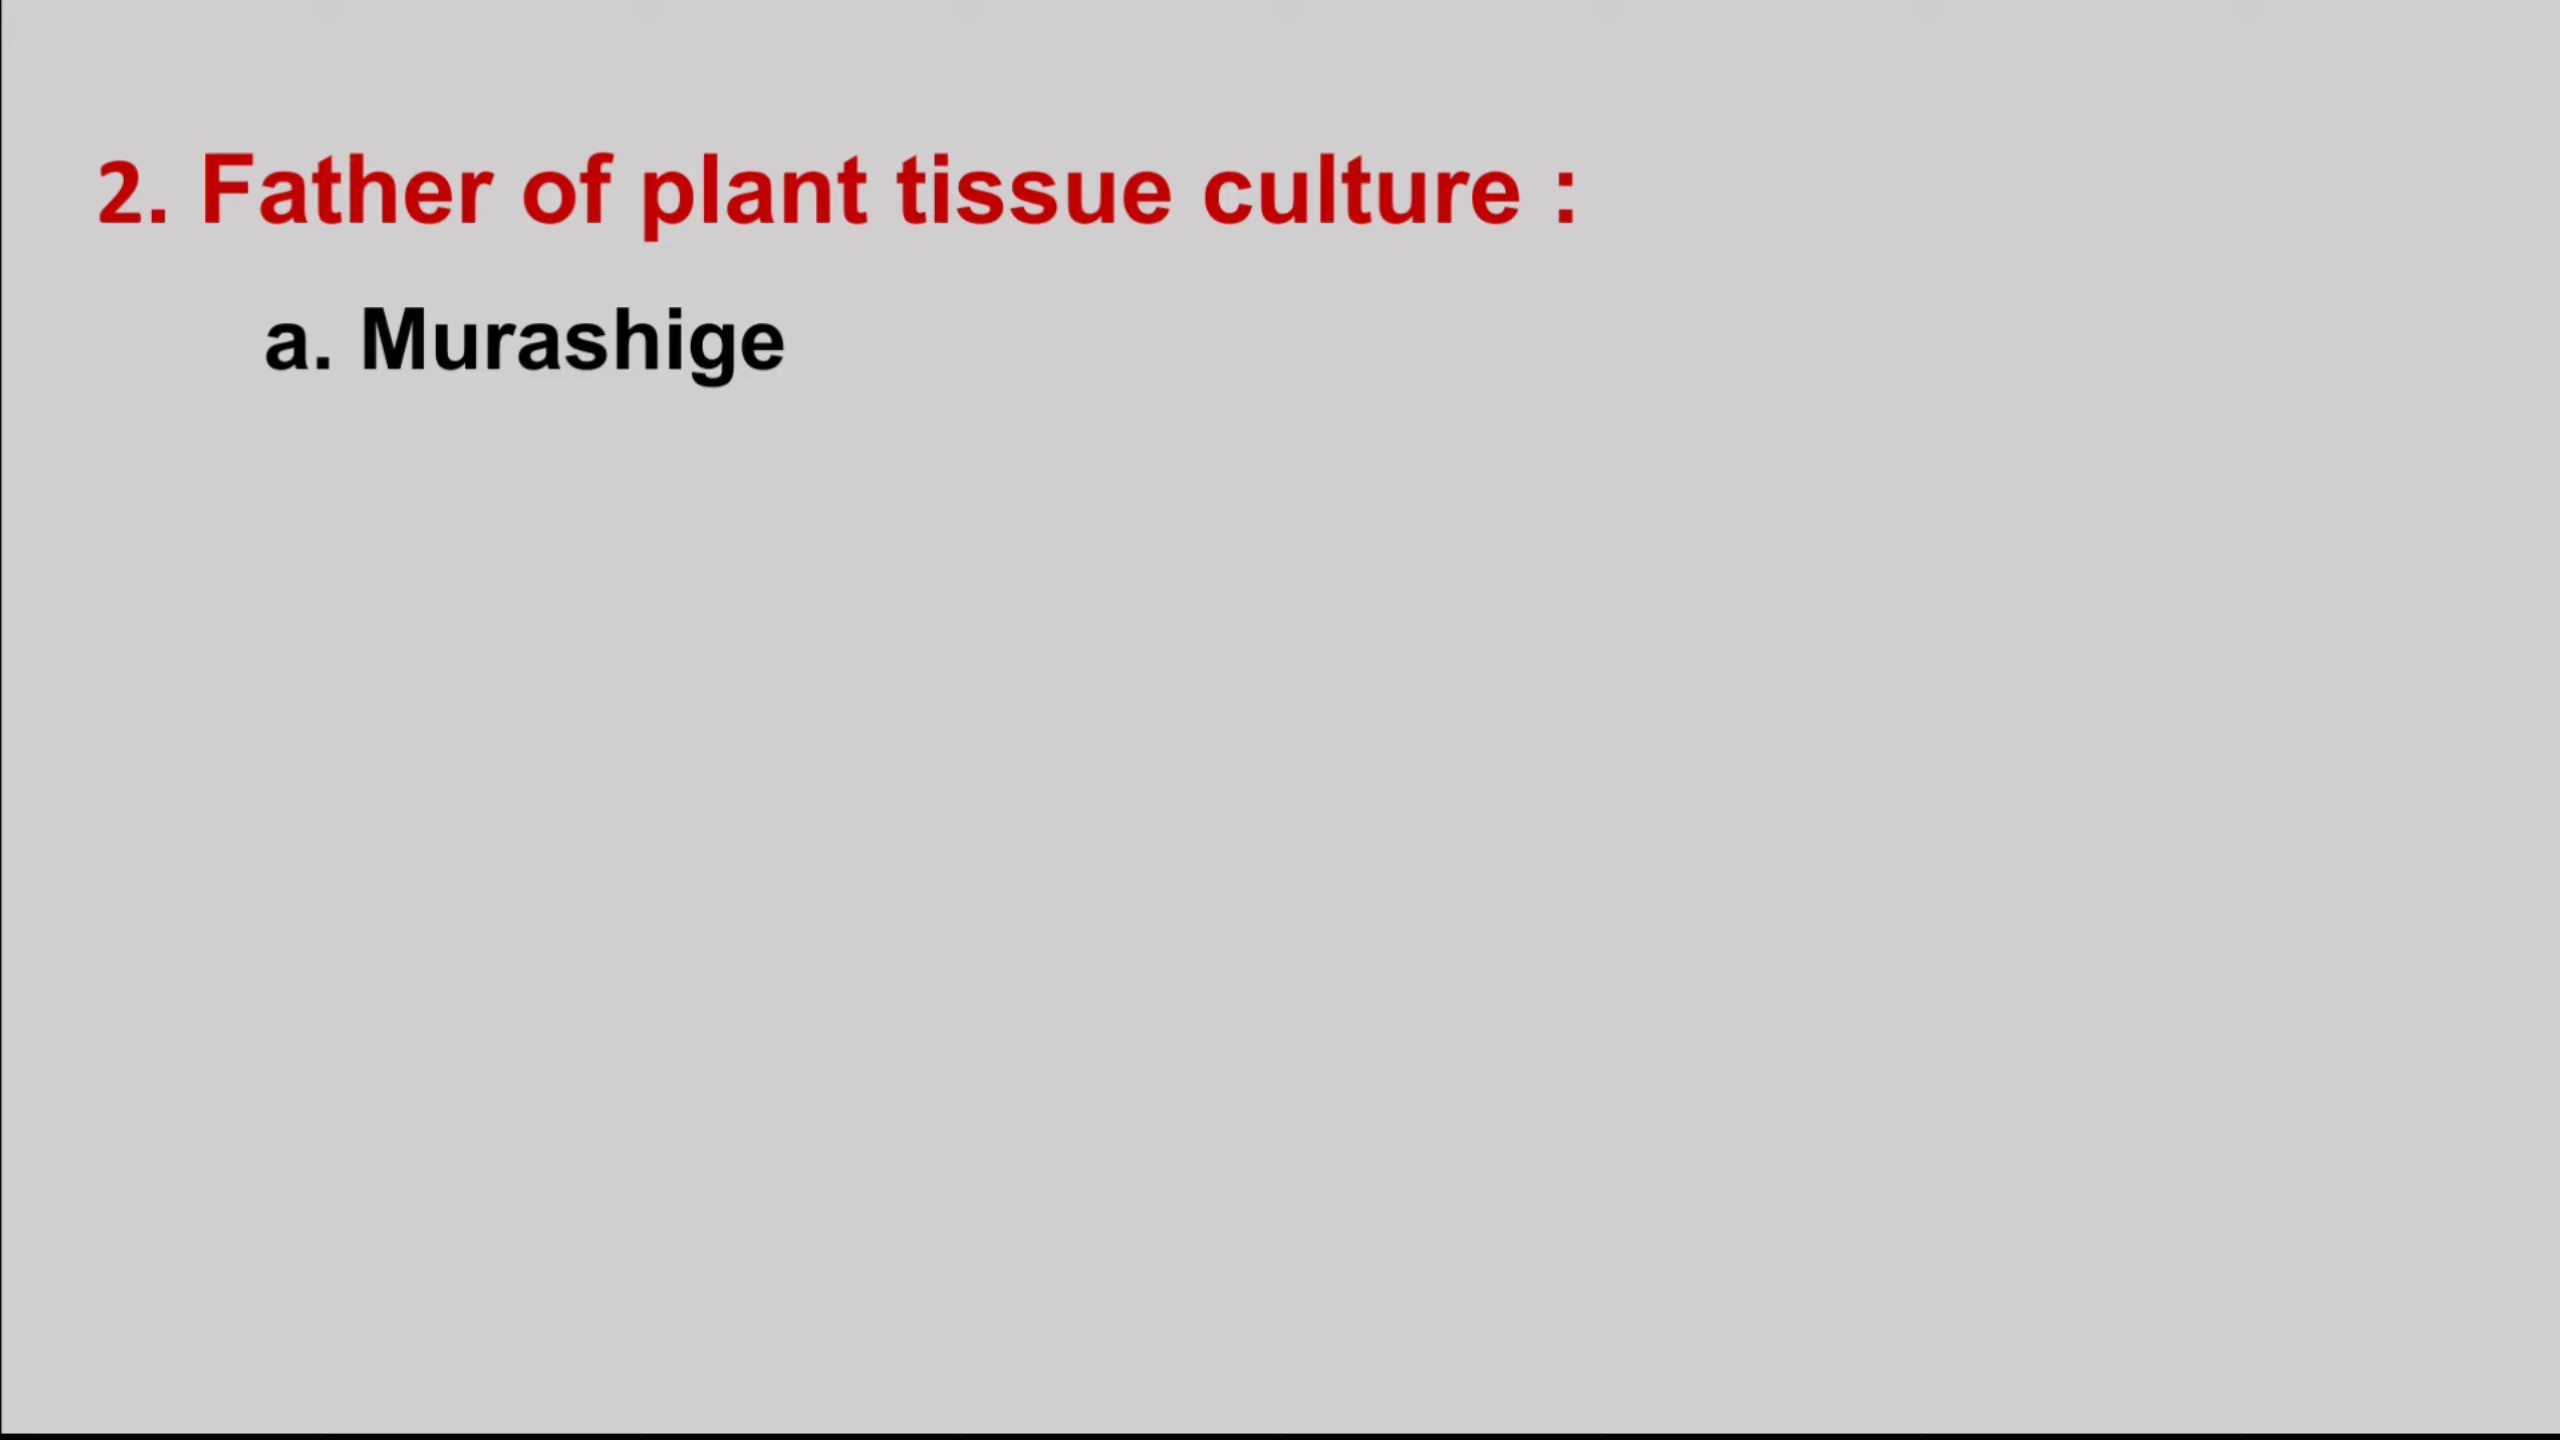 2. Father of plant tissue culture :
a. Murashige